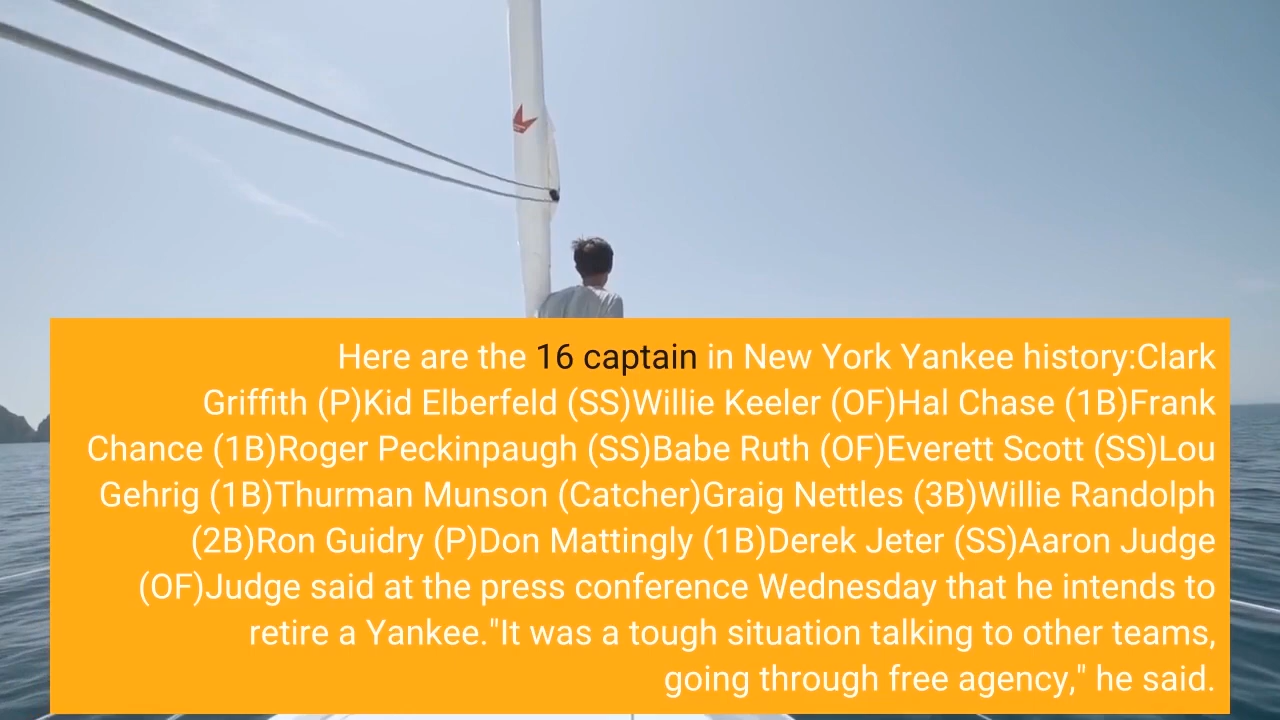 Here are the 16 captain in New York Yankee history:Clark
Griffith (P)Kid Elberfeld (SS)Willie Keeler (OF)Hal Chase (1B)Frank
Chance (1B)Roger Peckinpaugh (SS)Babe Ruth (OF)Everett Scott (SS)Lou
Gehrig (1B)Thurman Munson (Catcher)Graig Nettles (3B)Willie Randolph
(2B)Ron Guidry (P)Don Mattingly (1B)Derek Jeter (SS)Aaron Judge
(OF)Judge said at the press conference Wednesday that he intends to
retire a Yankee."It was a tough situation talking to other teams,
going through free agency," he said.